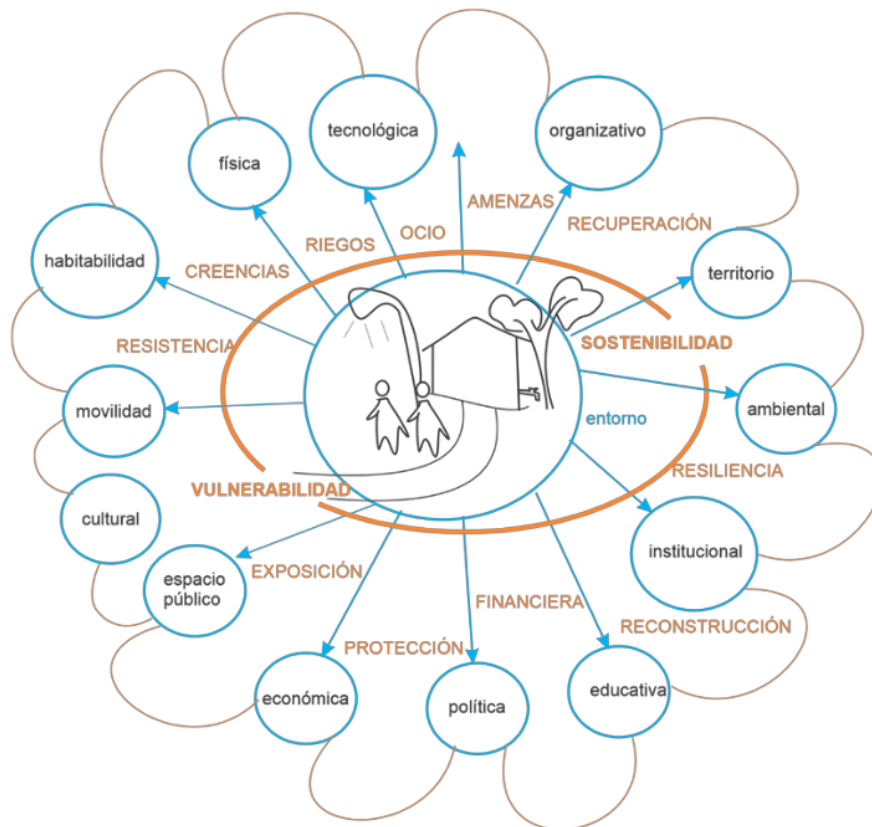 tecnológica
organizativo
física
AMENZAS
OCIO
RIEGOS
RECUPERACIÓN
habitabilidad
CREENCIAS
territorio
RESISTENCIA
SOSTENIBILIDAD
movilidad
entorno
ambiental
RESILIENCIA
VULNERABILIDAD
cultural
institucional
espacio
público
EXPOSICIÓN
FINANCIERA
RECONSTRUCCIÓN
PROTECCIÓN
económica
política
educativa